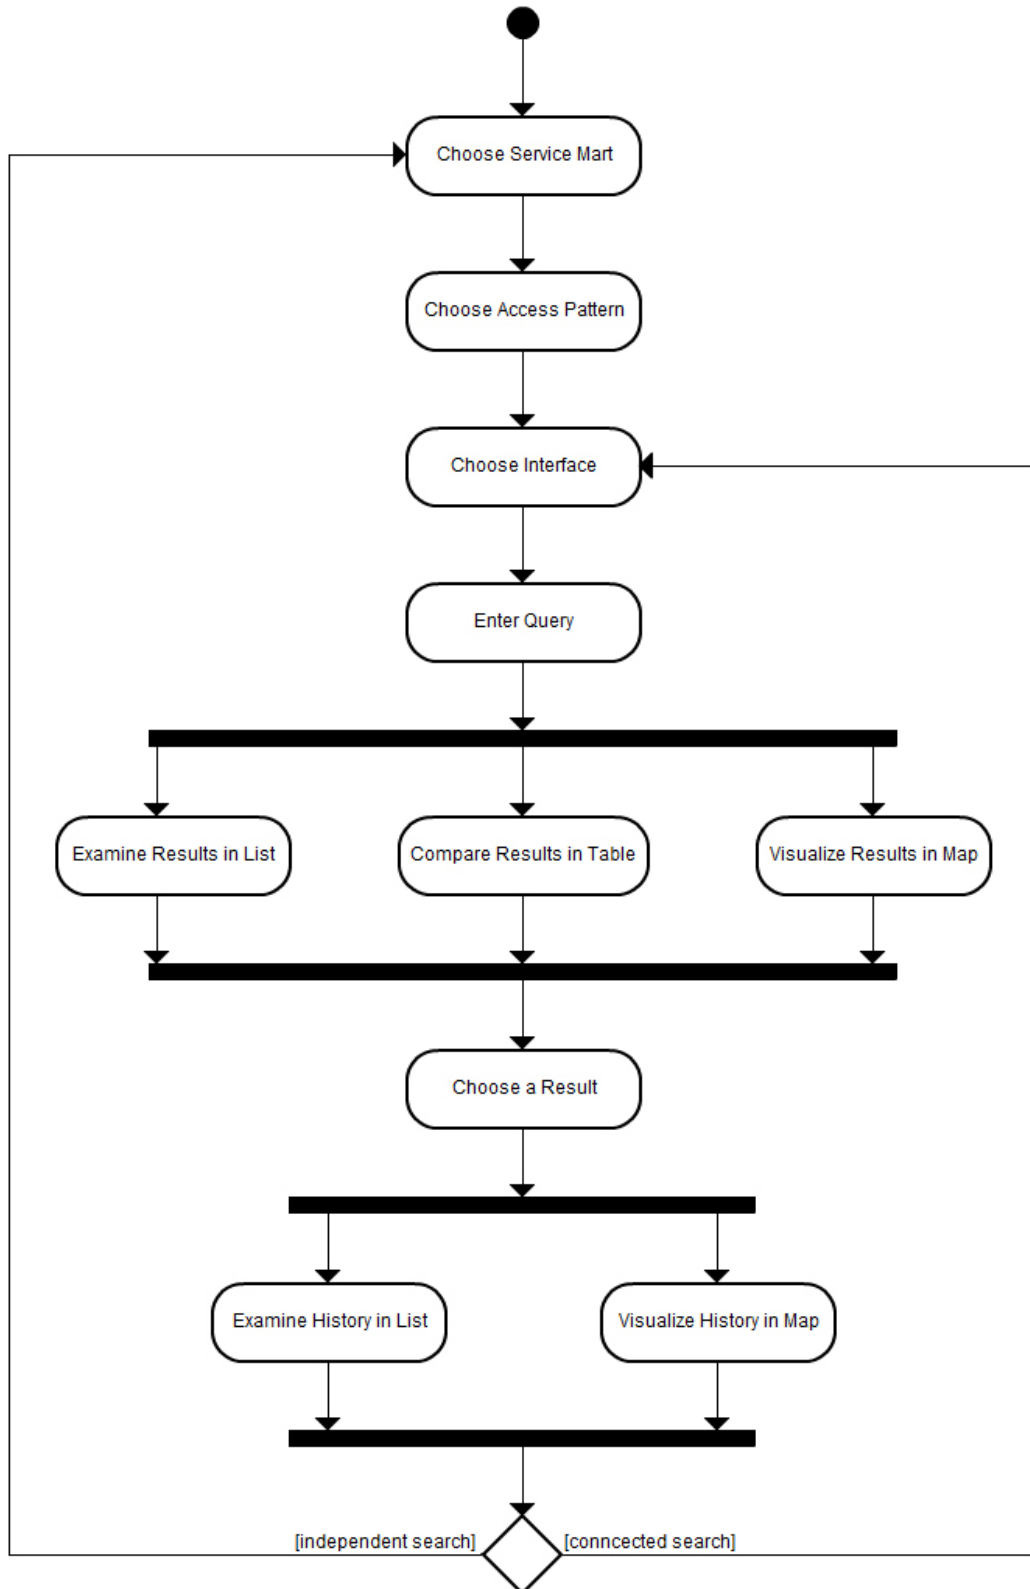 Choose Service Mart
Choose Access Pattern
Choose Interface
Enter Query
Examine Results in List
Compare Results in Table
Visualize Results in Map
Choose a Result
Examine History in List
Visualize History in Map
[independent search]
[conncected search]